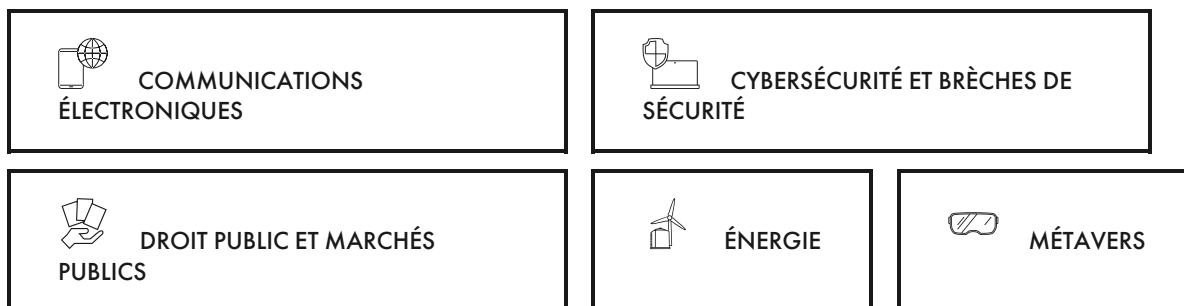 COMMUNICATIONS
ÉLECTRONIQUES
CYBERSÉCURITÉ ET BRÈCHES DE
SÉCURITÉ
DROIT PUBLIC ET MARCHÉS
PUBLICS
ÉNERGIE
MÉTAVERS